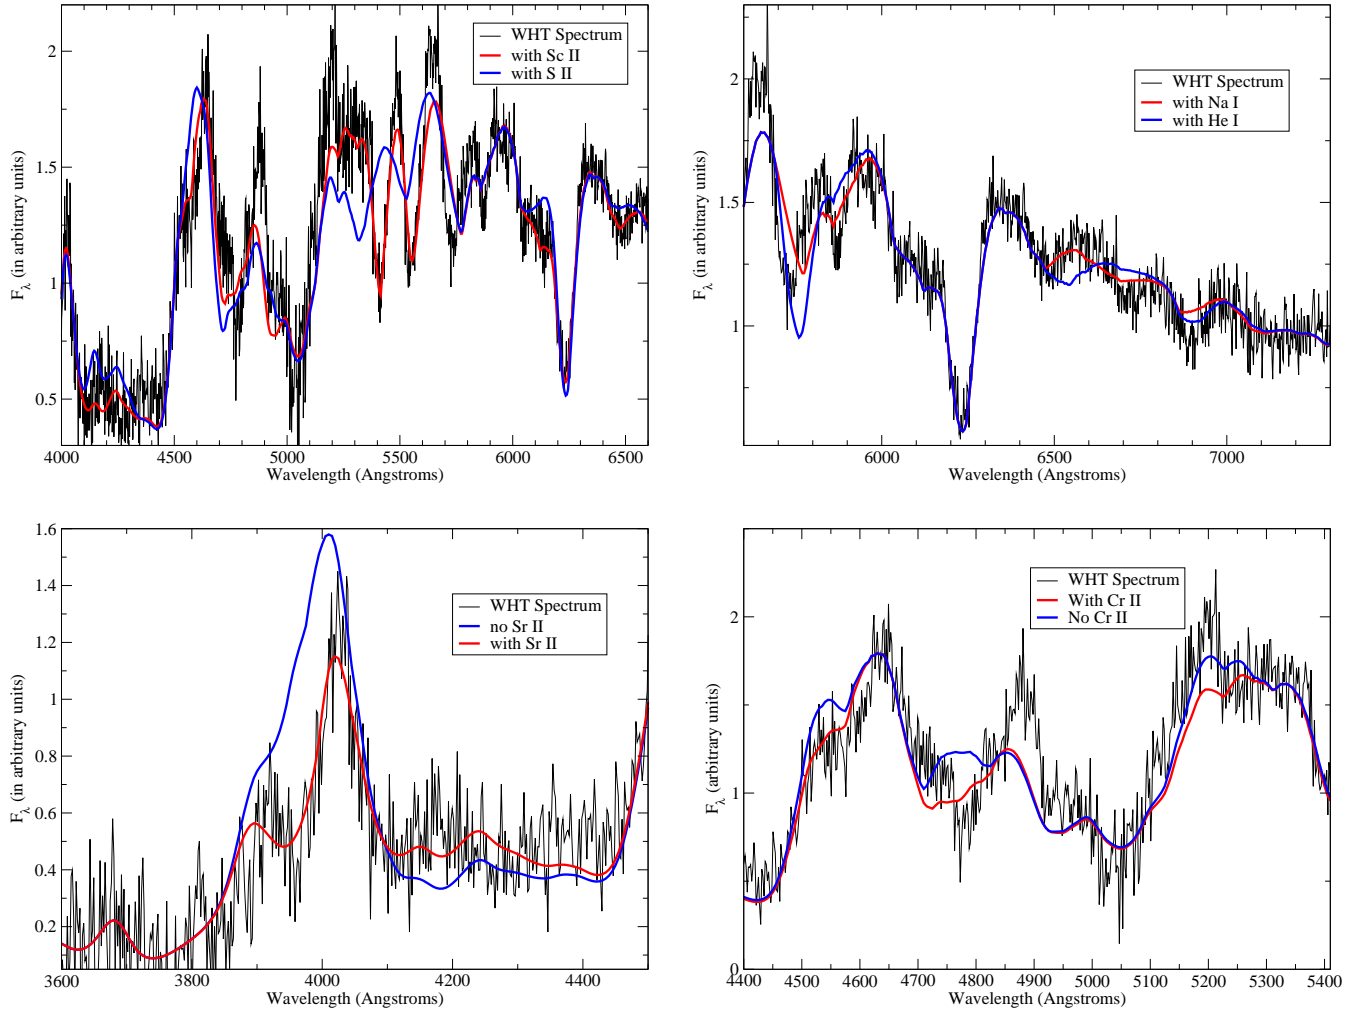 WHT Spectrum
with Sc II
with S II
2
1.5
1
0.5
F_λ (in arbitrary units)
4000 4500 5000 5500 6000 6500
Wavelength (Angstroms)
WHT Spectrum
with Na I
with He I
2
1.5
1
F_λ (in arbitrary units)
6000 6500 7000
Wavelength (Angstroms)
WHT Spectrum
no Sr II
with Sr II
1.6
1.4
1.2
1
0.8
0.6
0.4
0.2
F_λ (in arbitrary units)
3600 3800 4000 4200 4400
Wavelength (Angstroms)
WHT Spectrum
With Cr II
No Cr II
2
1
0
F_λ (arbitrary units)
4400 4500 4600 4700 4800 4900 5000 5100 5200 5300 5400
Wavelength (Angstroms)